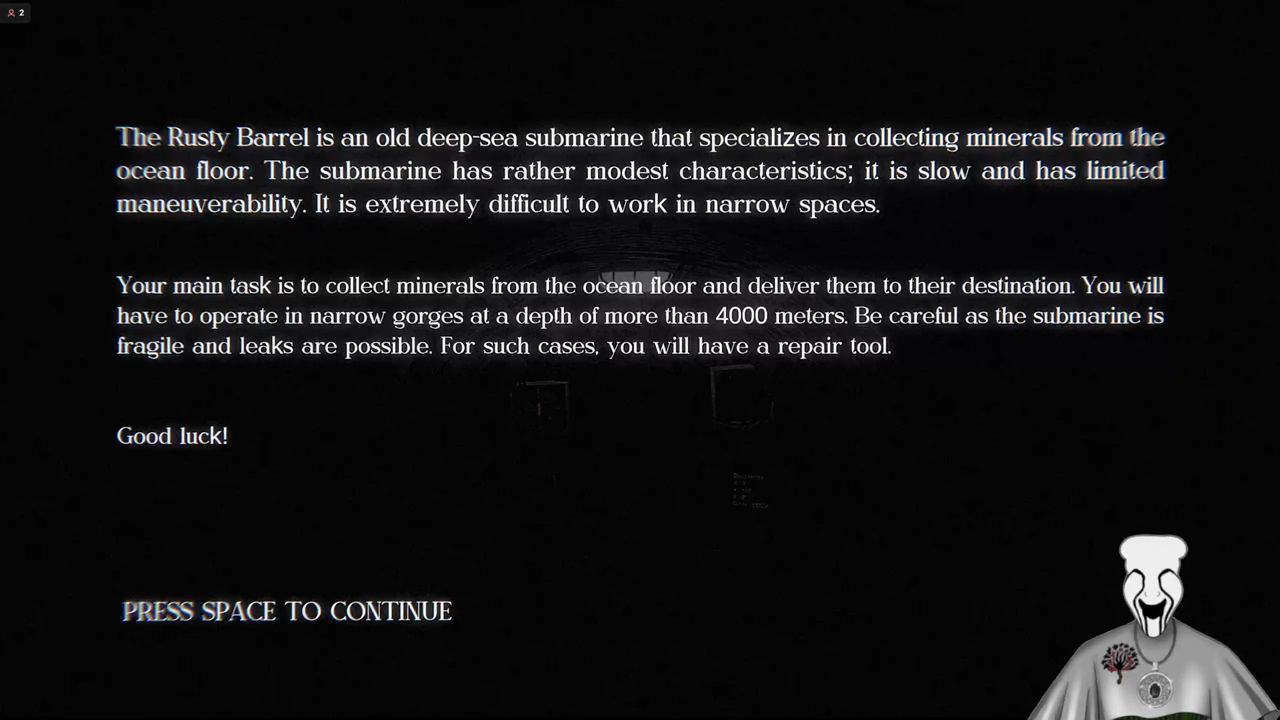 2
The Rusty Barrel is an old deep-sea submarine that specializes in collecting minerals from the
ocean floor. The submarine has rather modest characteristics; it is slow and has limited
maneuverability. It is extremely difficult to work in narrow spaces.
Your main task is to collect minerals from the ocean floor and deliver them to their destination. You will
have to operate in narrow gorges at a depth of more than 4000 meters. Be careful as the submarine is
fragile and leaks are possible. For such cases, you will have a repair tool.
Good luck!
PRESS SPACE TO CONTINUE